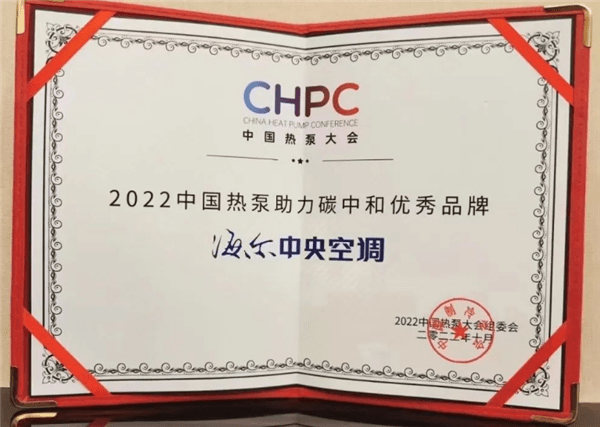 CHPC
CHINA HEAT PUMP CONFERENCE
中国热泵大会
2022中国热泵助力碳中和优秀品牌
海尔中央空调
2022中国热泵大会组委会
二零二二年十月